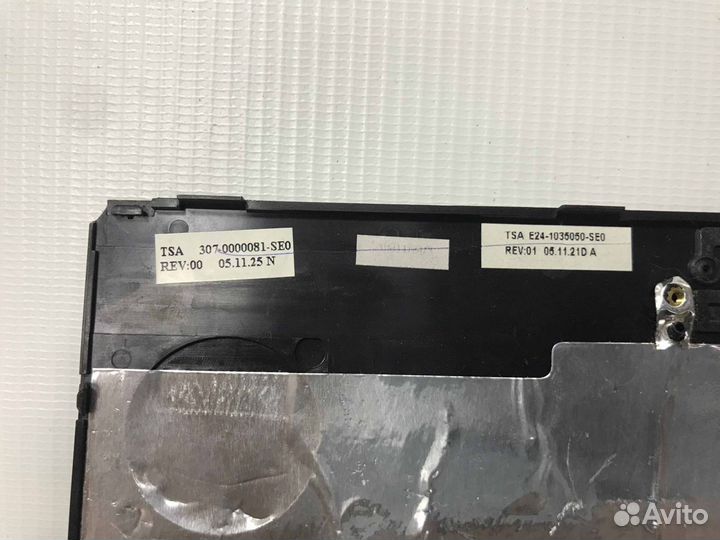 TSA 307-0000081-SE0
REV:00 05.11.25 N
TSA E24-1035050-SE0
REV:01 05.11.21D A
Avito